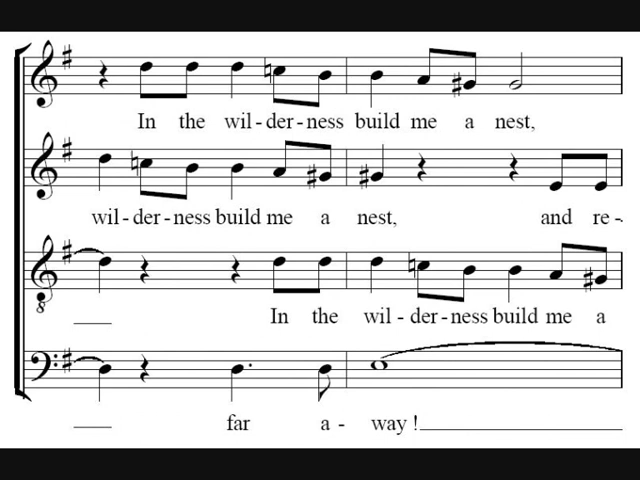 In the wil-der-ness build me a nest,
wil-der-ness build me a nest, and re-
In the wil-der-ness build me a
far a-way!
8